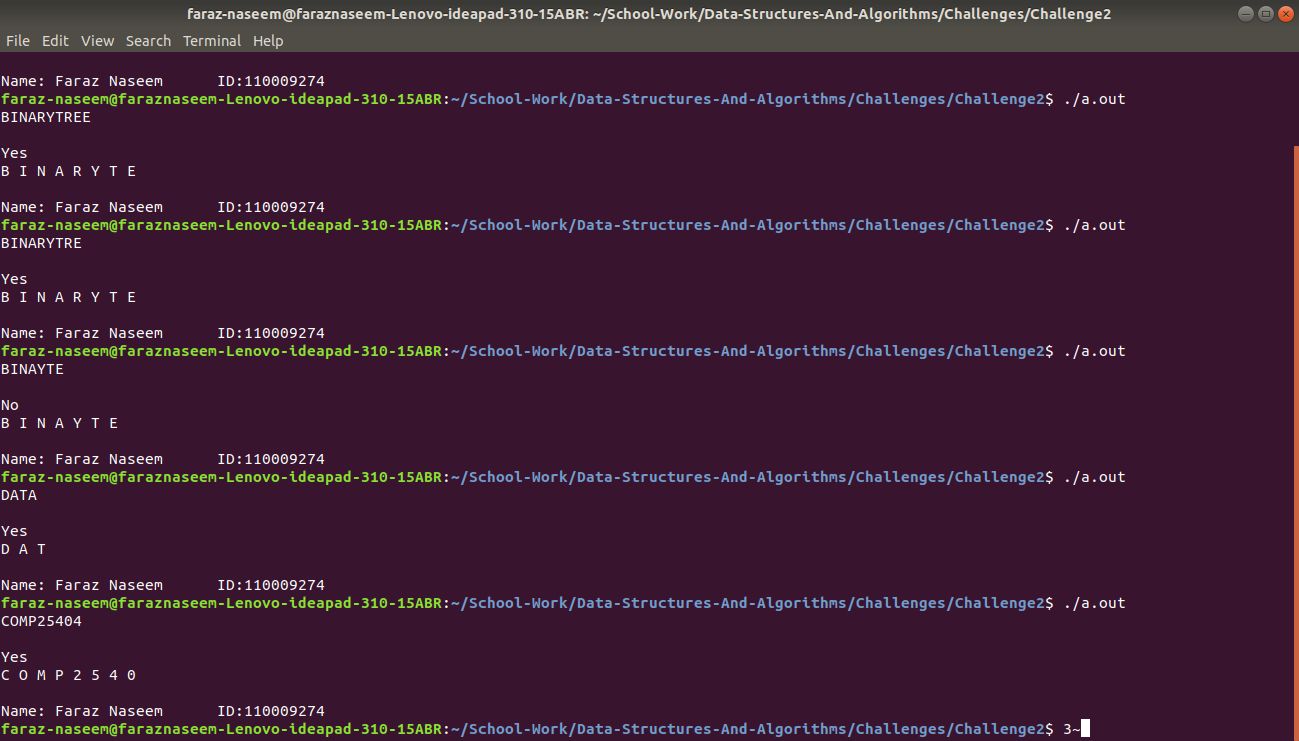 faraz-naseem@faraznaseem-Lenovo-ideapad-310-15ABR: ~/School-Work/Data-Structures-And-Algorithms/Challenges/Challenge2
File Edit View Search Terminal Help
Name: Faraz Naseem      ID:110009274
faraz-naseem@faraznaseem-Lenovo-ideapad-310-15ABR:~/School-Work/Data-Structures-And-Algorithms/Challenges/Challenge2$ ./a.out
BINARYTREE
Yes
B I N A R Y T E
Name: Faraz Naseem      ID:110009274
faraz-naseem@faraznaseem-Lenovo-ideapad-310-15ABR:~/School-Work/Data-Structures-And-Algorithms/Challenges/Challenge2$ ./a.out
BINARYTRE
Yes
B I N A R Y T E
Name: Faraz Naseem      ID:110009274
faraz-naseem@faraznaseem-Lenovo-ideapad-310-15ABR:~/School-Work/Data-Structures-And-Algorithms/Challenges/Challenge2$ ./a.out
BINAYTE
No
B I N A Y T E
Name: Faraz Naseem      ID:110009274
faraz-naseem@faraznaseem-Lenovo-ideapad-310-15ABR:~/School-Work/Data-Structures-And-Algorithms/Challenges/Challenge2$ ./a.out
DATA
Yes
D A T
Name: Faraz Naseem      ID:110009274
faraz-naseem@faraznaseem-Lenovo-ideapad-310-15ABR:~/School-Work/Data-Structures-And-Algorithms/Challenges/Challenge2$ ./a.out
COMP25404
Yes
C O M P 2 5 4 0
Name: Faraz Naseem      ID:110009274
faraz-naseem@faraznaseem-Lenovo-ideapad-310-15ABR:~/School-Work/Data-Structures-And-Algorithms/Challenges/Challenge2$ 3~